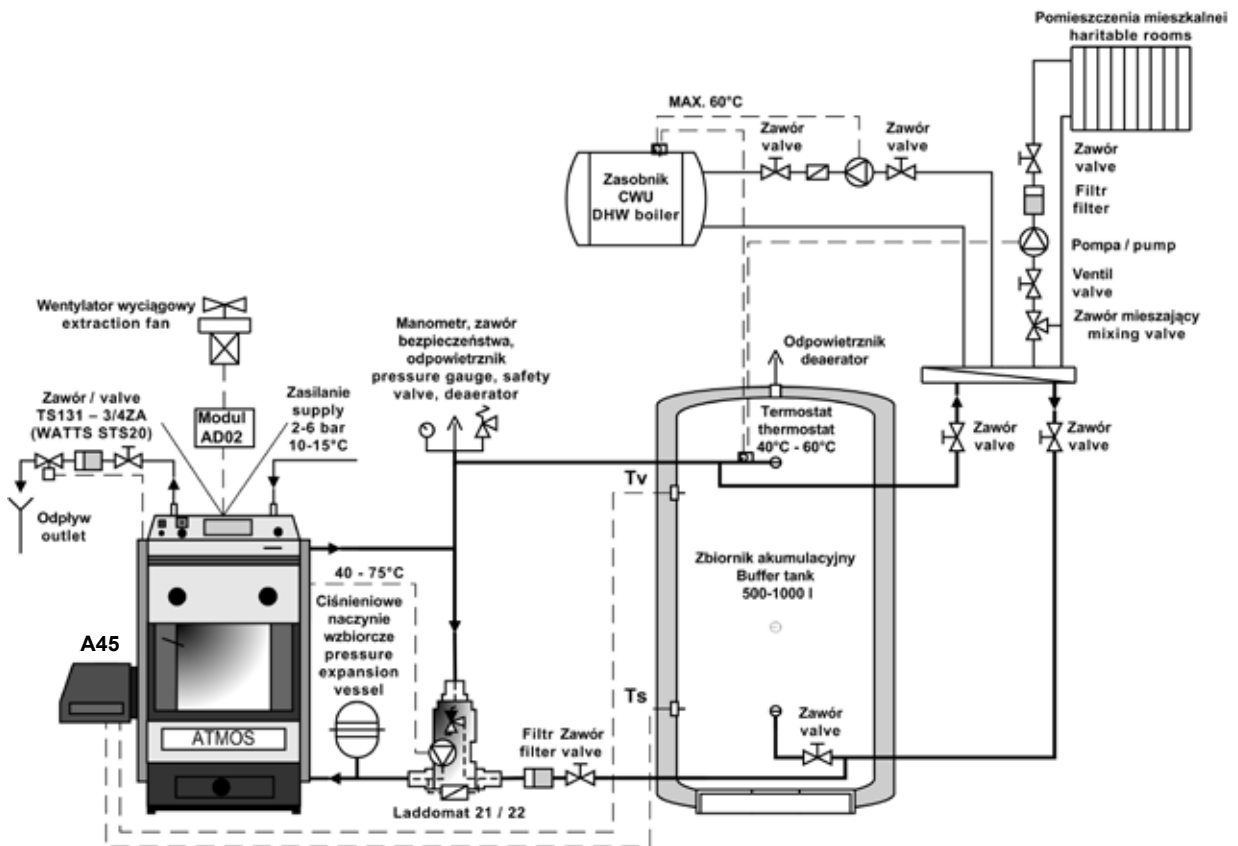 Pomieszczenia mieszkalnei
haritable rooms
MAX. 60°C
Zawór
valve
Zawór
valve
Zasobnik
CWU
DHW boiler
Zawór
valve
Filtr
filter
Pompa / pump
Ventil
valve
Zawór mieszający
mixing valve
Wentylator wyciągowy
extraction fan
Manometr, zawór
bezpieczeństwa,
odpowietrznik
pressure gauge, safety
valve, deaerator
Odpowietrznik
deaerator
Zawór / valve
TS131 – 3/4ZA
(WATTS STS20)
Modul
AD02
Zasilanie
supply
2-6 bar
10-15°C
Termostat
thermostat
40°C - 60°C
Zawór
valve
Zawór
valve
Tv
Odpływ
outlet
40 - 75°C
Zbiornik akumulacyjny
Buffer tank
500-1000 l
Ciśnieniowe
naczynie
wzbiorcze
pressure
expansion
vessel
A45
Ts
ATMOS
Filtr Zawór
filter valve
Zawór
valve
Laddomat 21 / 22